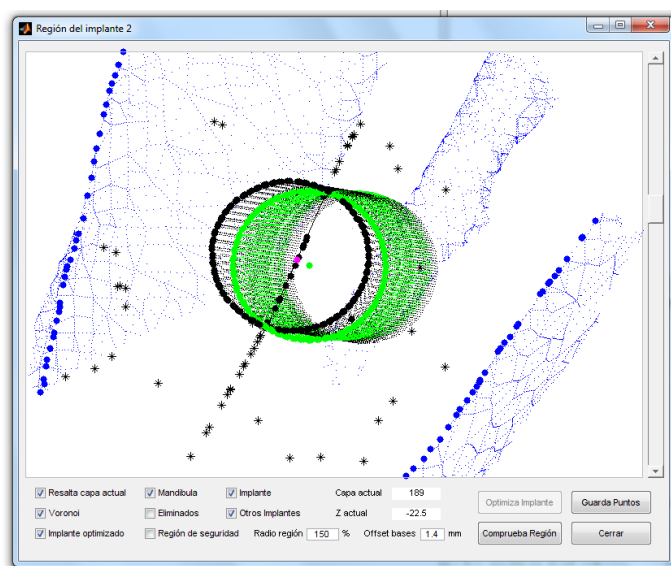 Región del implante 2
Resalta capa actual Mandibula Implante Capa actual 189
Voronoi Eliminados Otros Implantes Z actual -22.5
Implante optimizado Región de seguridad Radio región 150 % Offset bases 1.4 mm
Optimiza Implante Guarda Puntos
Comprueba Región Cerrar